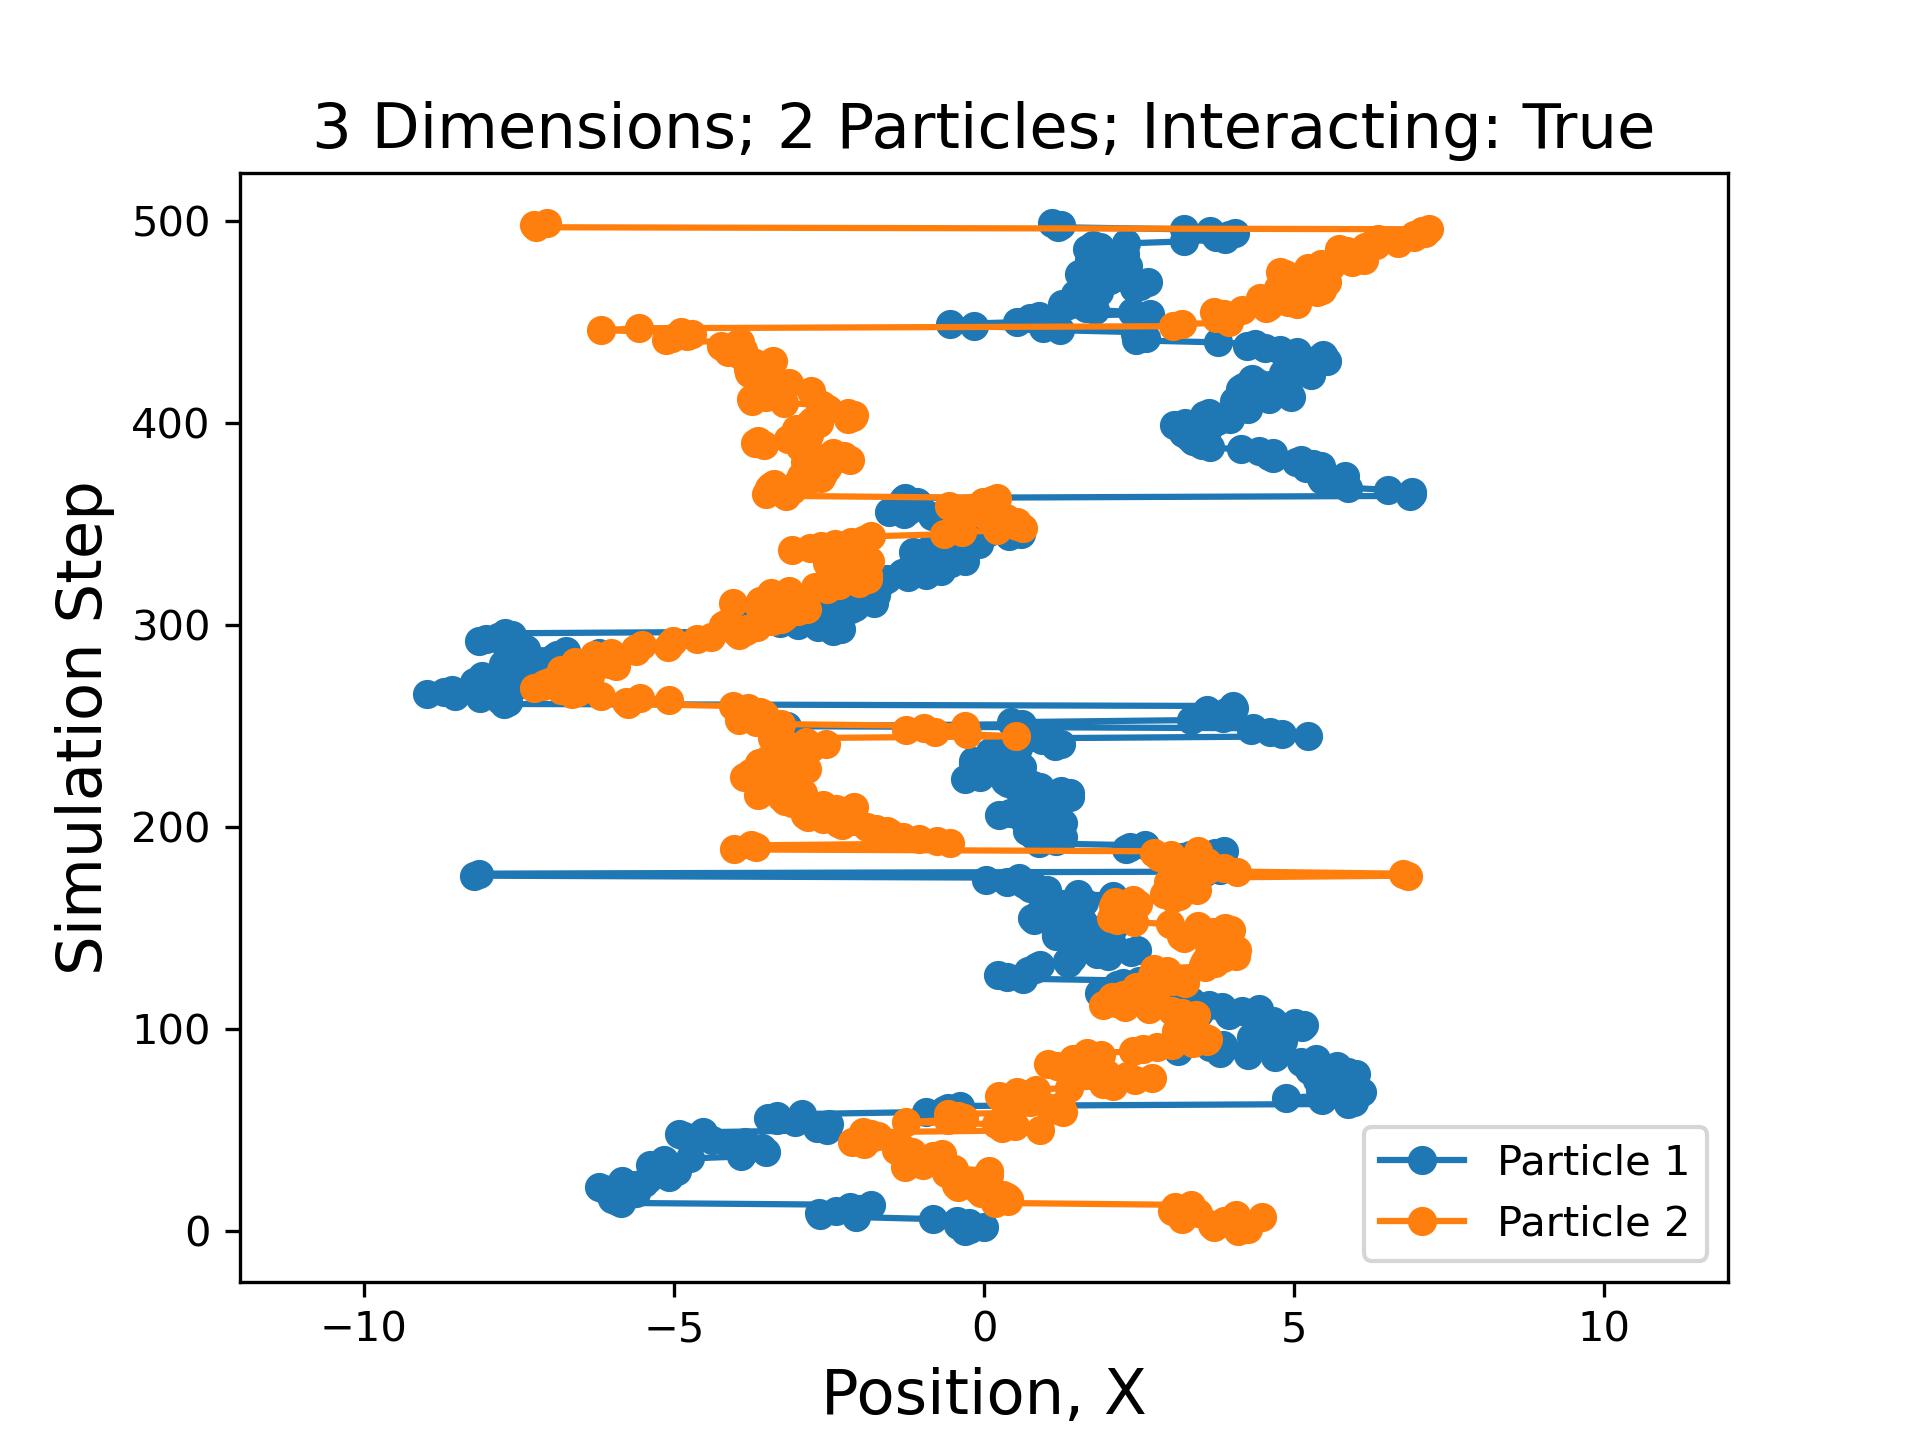 3 Dimensions; 2 Particles; Interacting: True
500
400
300
200
100
0
Simulation Step
−10
−5
0
5
10
Position, X
Particle 1
Particle 2